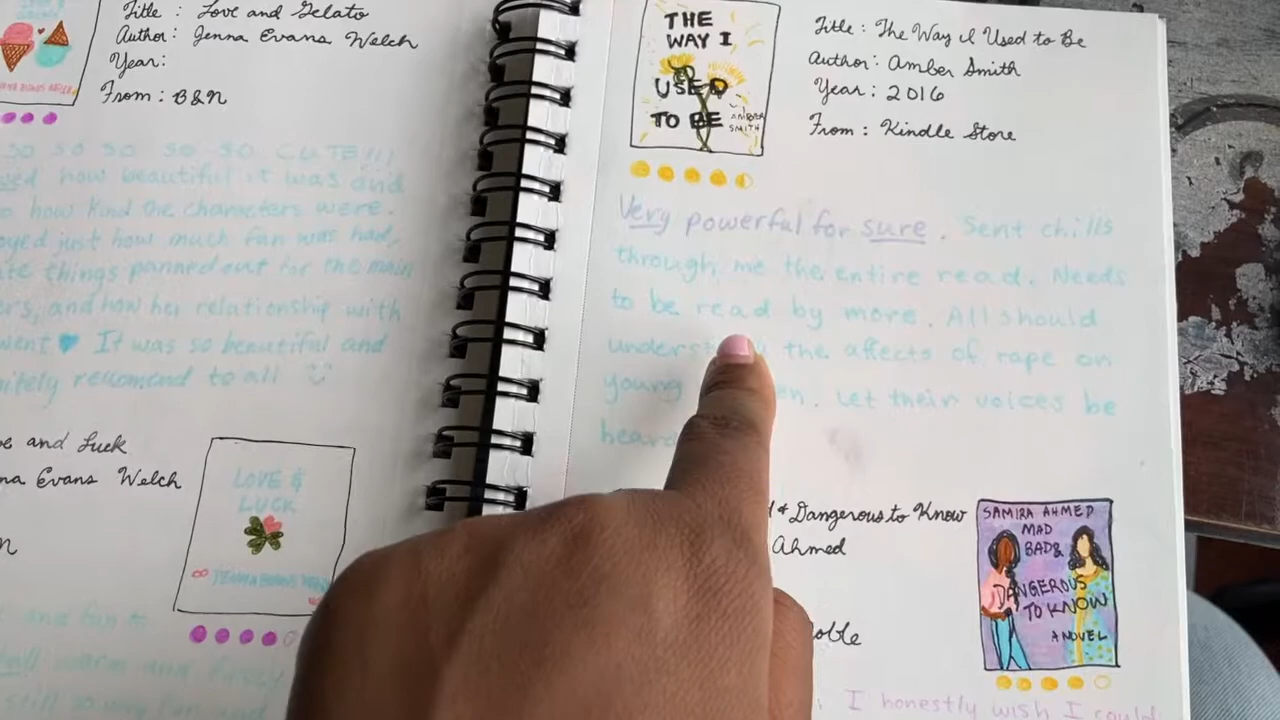 Title : Love and Gelato
Author : Jenna Evans Welch
Year:
From : B&N
SO SO SO SO SO CUTE!!!
how beautiful it was and
how kind the characters were.
just how much fun was had,
things panned out for the main
and how her relationship with
went It was so beautiful and
recommend to all
and Luck
Evans Welch
LOVE &
LUCK
and fun
warm and
THE
WAY I
USED
TO BE
AMBER
SMITH
Title : The Way I Used to Be
Author : Amber Smith
Year : 2016
From : Kindle Store
Very powerful for sure . Sent chills
through me the entire read. Needs
to be read by more. All should
the affects of rape on
young Let their voices be
& Dangerous to Know
Ahmed
SAMIRA AHMED
MAD
BAD &
DANGEROUS
TO KNOW
A NOVEL
I honestly wish I could